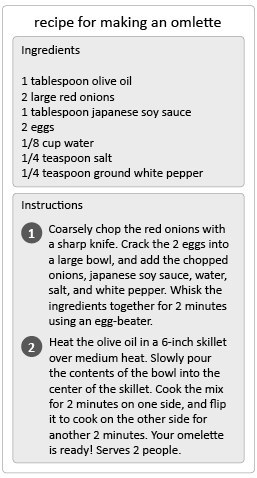 recipe for making an omlette
Ingredients
1 tablespoon olive oil
2 large red onions
1 tablespoon japanese soy sauce
2 eggs
1/8 cup water
1/4 teaspoon salt
1/4 teaspoon ground white pepper
Instructions
1 Coarsely chop the red onions with
a sharp knife. Crack the 2 eggs into
a large bowl, and add the chopped
onions, japanese soy sauce, water,
salt, and white pepper. Whisk the
ingredients together for 2 minutes
using an egg-beater.
2 Heat the olive oil in a 6-inch skillet
over medium heat. Slowly pour
the contents of the bowl into the
center of the skillet. Cook the mix
for 2 minutes on one side, and flip
it to cook on the other side for
another 2 minutes. Your omelette
is ready! Serves 2 people.